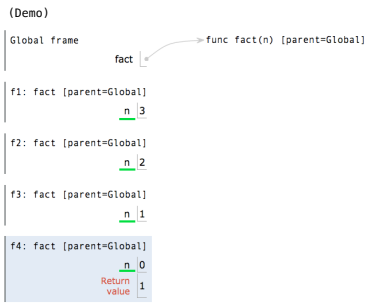 (Demo)
Global frame
func fact(n) [parent=Global]
fact
f1: fact [parent=Global]
n 3
f2: fact [parent=Global]
n 2
f3: fact [parent=Global]
n 1
f4: fact [parent=Global]
n 0
Return
value 1